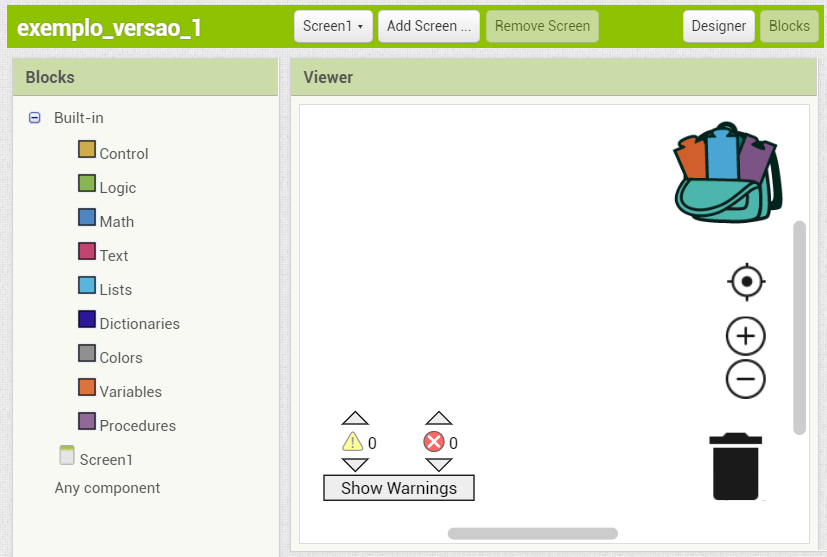 exemplo_versao_1 Screen1 Add Screen ... Remove Screen Designer Blocks
Blocks
Viewer
Built-in
Control
Logic
Math
Text
Lists
Dictionaries
Colors
Variables
Procedures
Screen1
Any component
0 0
Show Warnings